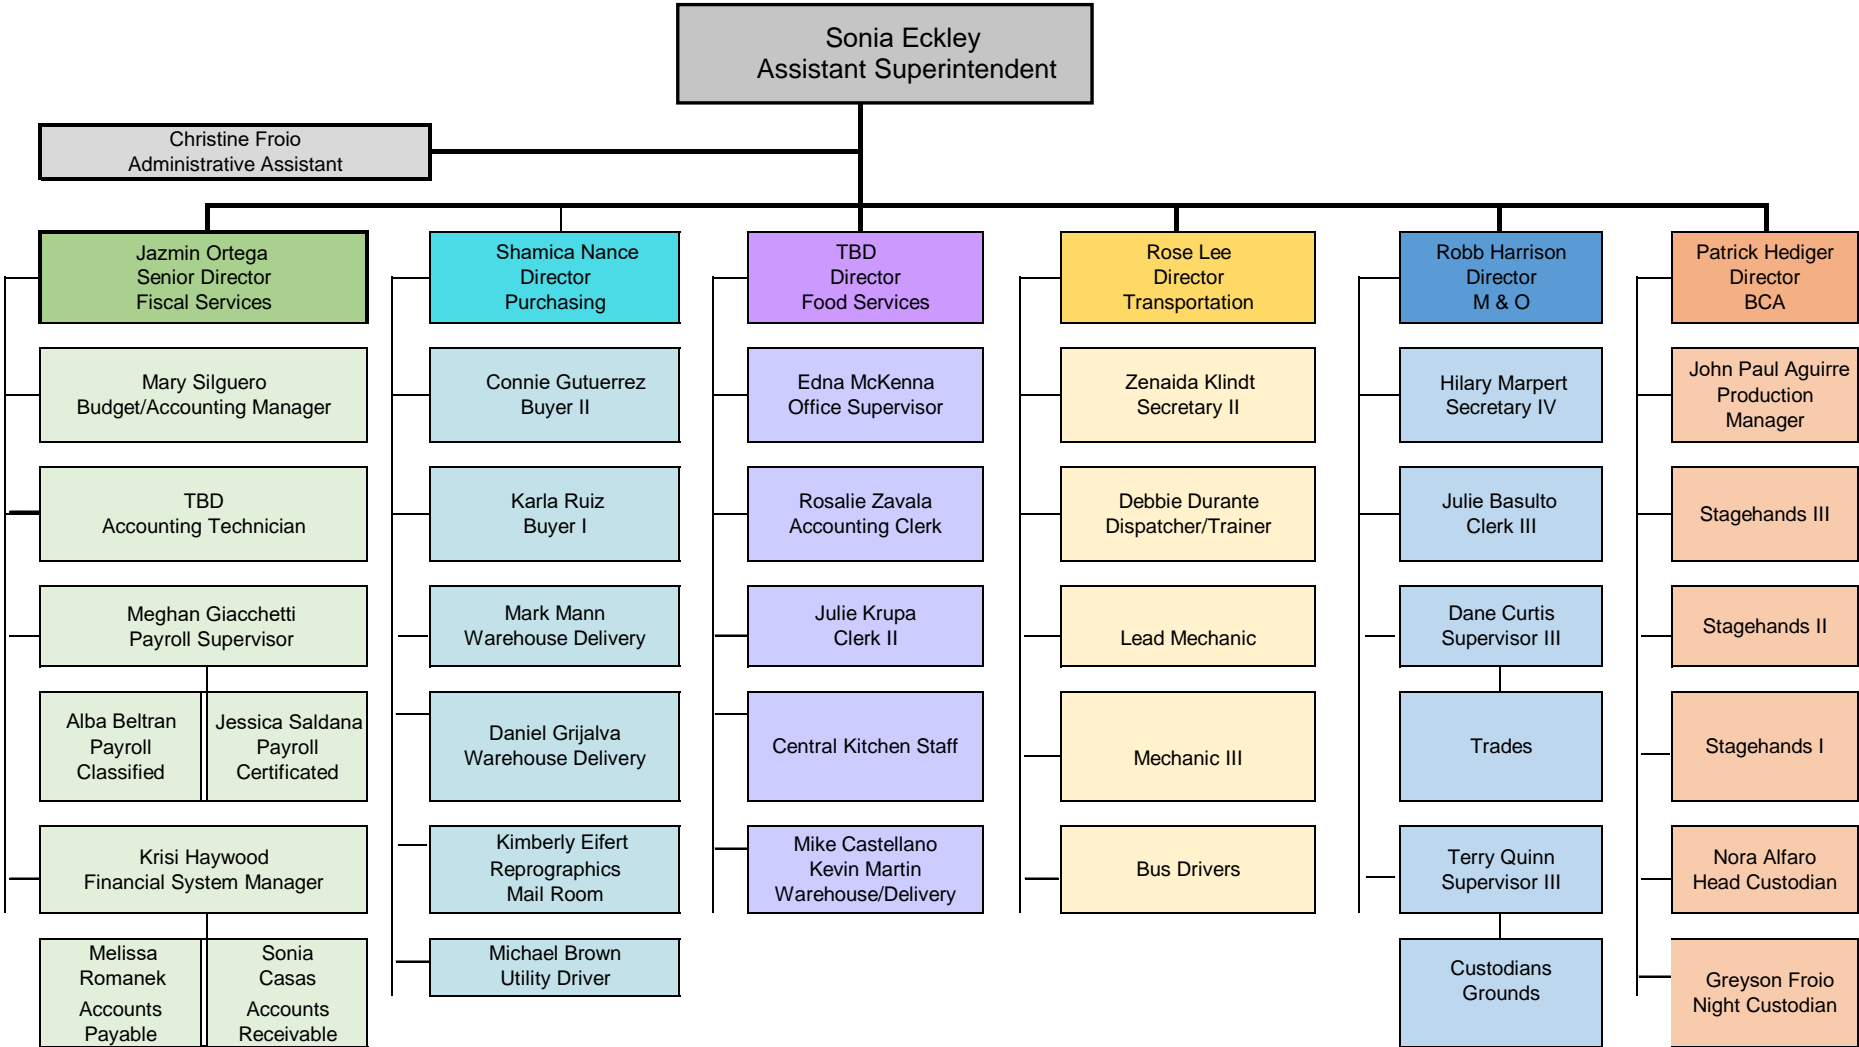 Sonia Eckley
Assistant Superintendent
Christine Froio
Administrative Assistant
Jazmin Ortega
Senior Director
Fiscal Services
Shamica Nance
Director
Purchasing
TBD
Director
Food Services
Rose Lee
Director
Transportation
Robb Harrison
Director
M & O
Patrick Hediger
Director
BCA
Mary Silguero
Budget/Accounting Manager
Connie Gutuerrez
Buyer II
Edna McKenna
Office Supervisor
Zenaida Klindt
Secretary II
Hilary Marpert
Secretary IV
John Paul Aguirre
Production
Manager
TBD
Accounting Technician
Karla Ruiz
Buyer I
Rosalie Zavala
Accounting Clerk
Debbie Durante
Dispatcher/Trainer
Julie Basulto
Clerk III
Stagehands III
Meghan Giacchetti
Payroll Supervisor
Mark Mann
Warehouse Delivery
Julie Krupa
Clerk II
Lead Mechanic
Dane Curtis
Supervisor III
Stagehands II
Alba Beltran
Payroll
Classified
Jessica Saldana
Payroll
Certificated
Daniel Grijalva
Warehouse Delivery
Central Kitchen Staff
Mechanic III
Trades
Stagehands I
Krisi Haywood
Financial System Manager
Kimberly Eifert
Reprographics
Mail Room
Mike Castellano
Kevin Martin
Warehouse/Delivery
Bus Drivers
Terry Quinn
Supervisor III
Nora Alfaro
Head Custodian
Melissa
Romanek
Accounts
Payable
Sonia
Casas
Accounts
Receivable
Michael Brown
Utility Driver
Custodians
Grounds
Greyson Froio
Night Custodian